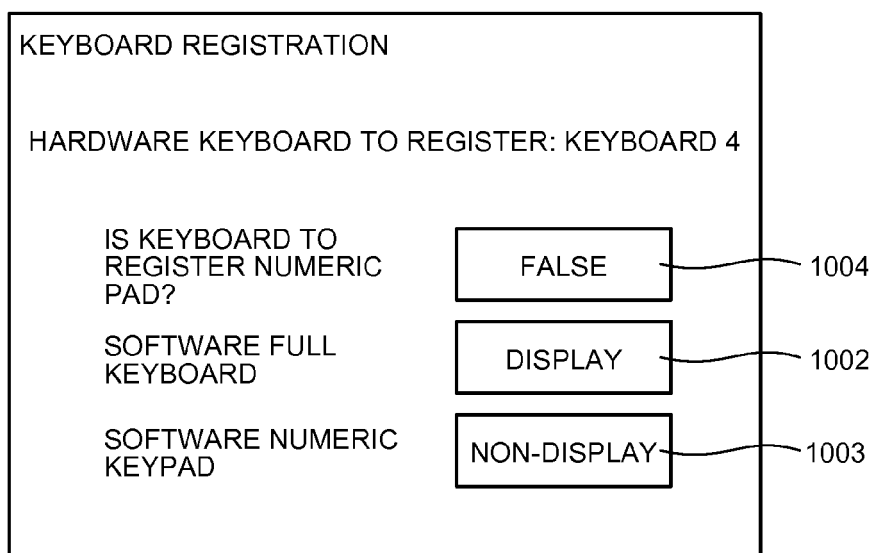 KEYBOARD REGISTRATION
HARDWARE KEYBOARD TO REGISTER: KEYBOARD 4
IS KEYBOARD TO
REGISTER NUMERIC
PAD?
FALSE
1004
SOFTWARE FULL
KEYBOARD
DISPLAY
1002
SOFTWARE NUMERIC
KEYPAD
NON-DISPLAY
1003